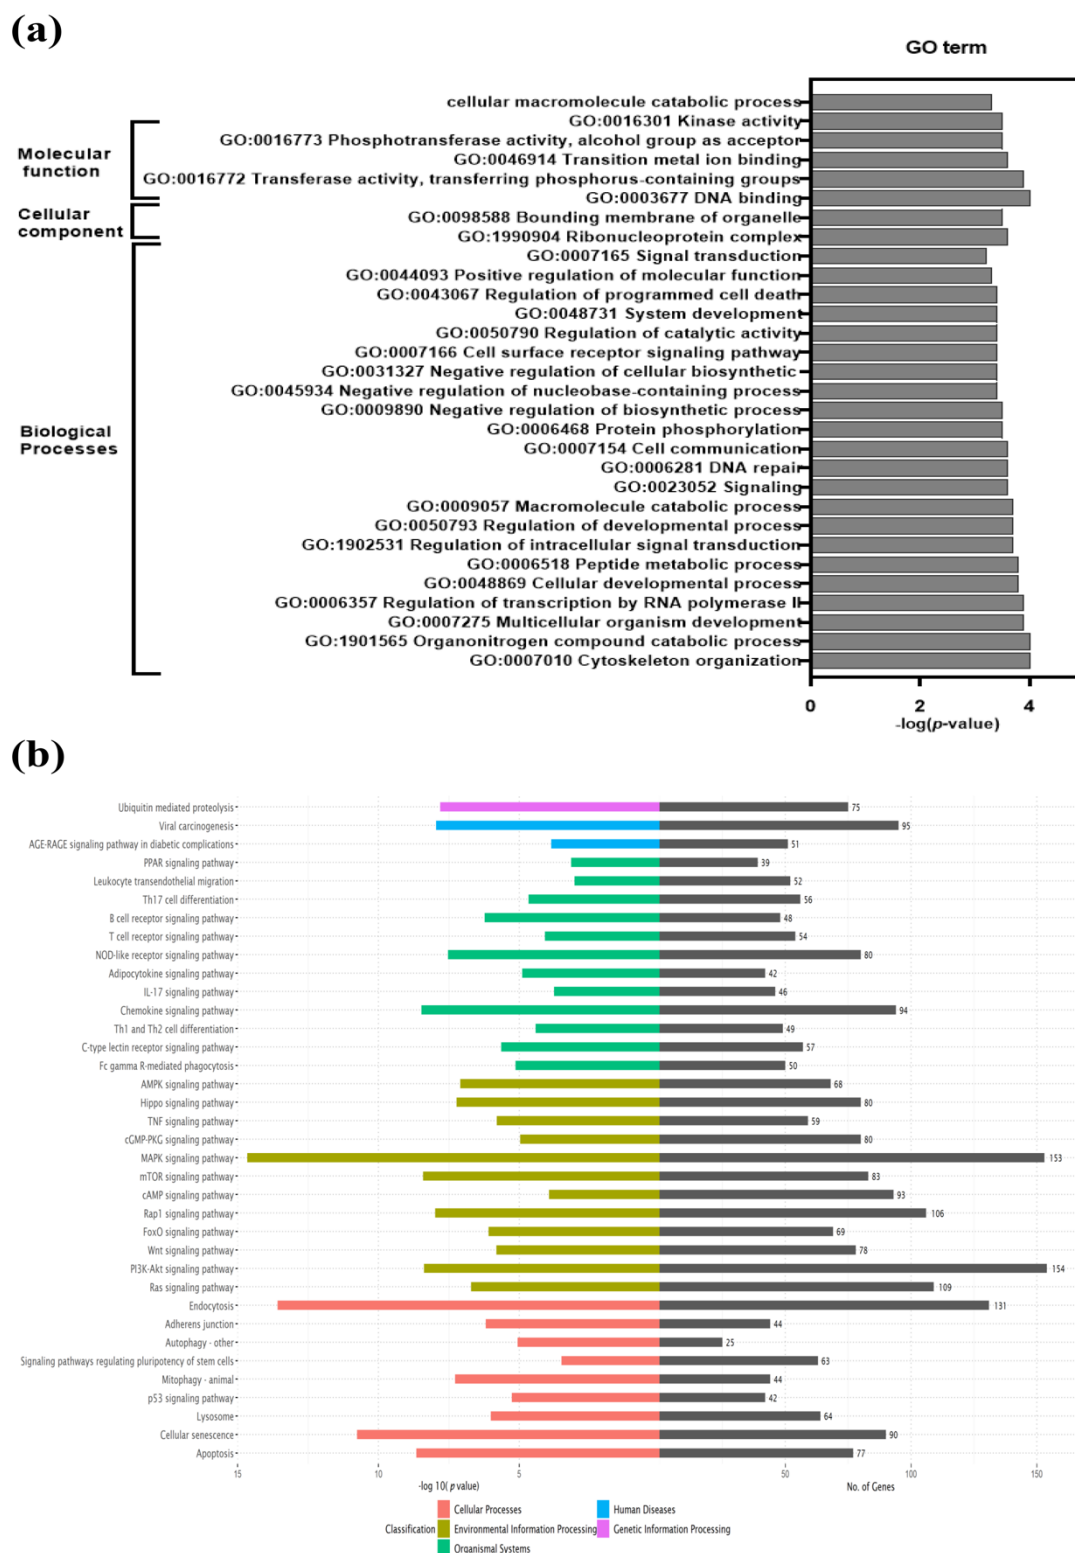 (a)
GO term
cellular macromolecule catabolic process
GO:0016301 Kinase activity
GO:0016773 Phosphotransferase activity, alcohol group as acceptor
GO:0046914 Transition metal ion binding
GO:0016772 Transferase activity, transferring phosphorus-containing groups
GO:0003677 DNA binding
Molecular
function
GO:0098588 Bounding membrane of organelle
GO:1990904 Ribonucleoprotein complex
Cellular
component
GO:0007165 Signal transduction
GO:0044093 Positive regulation of molecular function
GO:0043067 Regulation of programmed cell death
GO:0048731 System development
GO:0050790 Regulation of catalytic activity
GO:0007166 Cell surface receptor signaling pathway
GO:0031327 Negative regulation of cellular biosynthetic
GO:0045934 Negative regulation of nucleobase-containing process
GO:0009890 Negative regulation of biosynthetic process
GO:0006468 Protein phosphorylation
GO:0007154 Cell communication
GO:0006281 DNA repair
GO:0023052 Signaling
GO:0009057 Macromolecule catabolic process
GO:0050793 Regulation of developmental process
GO:1902531 Regulation of intracellular signal transduction
GO:0006518 Peptide metabolic process
GO:0048869 Cellular developmental process
GO:0006357 Regulation of transcription by RNA polymerase II
GO:0007275 Multicellular organism development
GO:1901565 Organonitrogen compound catabolic process
GO:0007010 Cytoskeleton organization
Biological
Processes
0 2 4
-log(p-value)
(b)
Ubiquitin mediated proteolysis 75
Viral carcinogenesis 95
AGE-RAGE signaling pathway in diabetic complications 51
PPAR signaling pathway 39
Leukocyte transendothelial migration 52
Th17 cell differentiation 56
B cell receptor signaling pathway 48
T cell receptor signaling pathway 54
NOD-like receptor signaling pathway 80
Adipocytokine signaling pathway 42
IL-17 signaling pathway 46
Chemokine signaling pathway 94
Th1 and Th2 cell differentiation 49
C-type lectin receptor signaling pathway 57
Fc gamma R-mediated phagocytosis 50
AMPK signaling pathway 68
Hippo signaling pathway 80
TNF signaling pathway 59
cGMP-PKG signaling pathway 80
MAPK signaling pathway 153
mTOR signaling pathway 83
cAMP signaling pathway 93
Rap1 signaling pathway 106
FoxO signaling pathway 69
Wnt signaling pathway 78
PI3K-Akt signaling pathway 154
Ras signaling pathway 109
Endocytosis 131
Adherens junction 44
Autophagy - other 25
Signaling pathways regulating pluripotency of stem cells 63
Mitophagy - animal 44
p53 signaling pathway 42
Lysosome 64
Cellular senescence 90
Apoptosis 77
15 10 5 50 100 150
-log 10( p value) No. of Genes
Cellular Processes Human Diseases
Classification Environmental Information Processing Genetic Information Processing
Organismal Systems